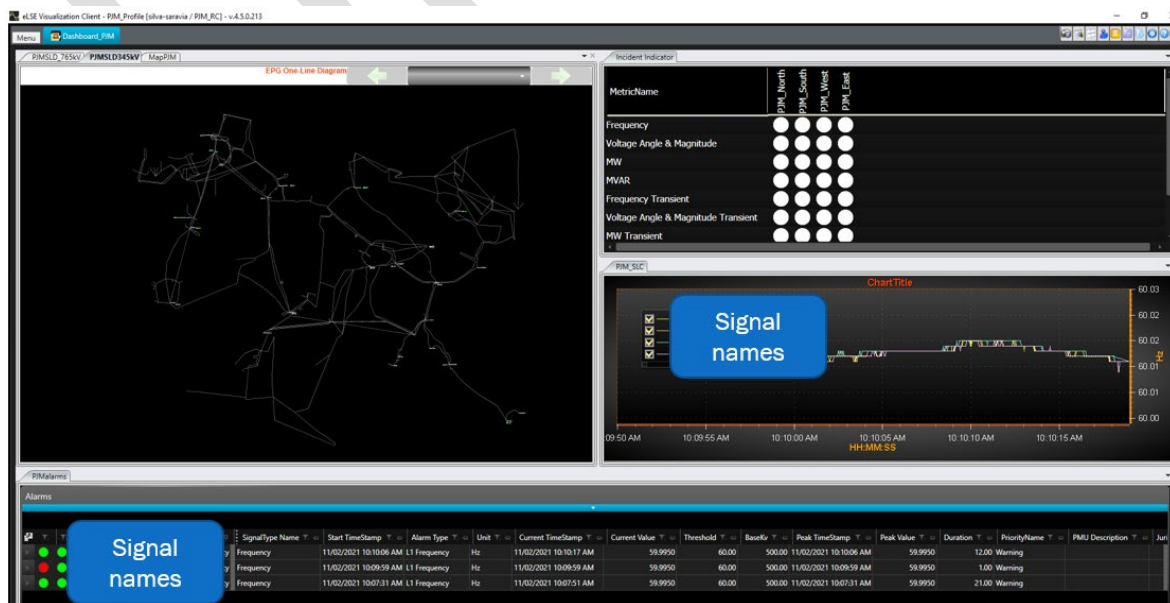 eLSE Visualization Client - PJM_Profile [silva-saravia / PJM_RC] - v.4.5.0.213
Menu Dashboard_PJM
PJMSLD_765kV PJMSLD345kV MapPJM
EPG One-Line Diagram
Incident Indicator
MetricName PJM_North PJM_South PJM_West PJM_East
Frequency
Voltage Angle & Magnitude
MW
MVAR
Frequency Transient
Voltage Angle & Magnitude Transient
MW Transient
PJM_SLC
ChartTitle
Signal
names
60.03
60.02
60.02
60.01
60.01
60.00
Hz
:09:50 AM 10:09:55 AM 10:10:00 AM 10:10:05 AM 10:10:10 AM 10:10:15 AM
HH:MM:SS
PJMalarms
Alarms
Signal
names
SignalType Name Start TimeStamp Alarm Type Unit Current TimeStamp Current Value Threshold BaseKv Peak TimeStamp Peak Value Duration PriorityName PMU Description Juri
y Frequency 11/02/2021 10:10:06 AM L1 Frequency Hz 11/02/2021 10:10:17 AM 59.9950 60.00 500.00 11/02/2021 10:10:06 AM 59.9950 12.00 Warning
y Frequency 11/02/2021 10:09:59 AM L1 Frequency Hz 11/02/2021 10:09:59 AM 59.9950 60.00 500.00 11/02/2021 10:09:59 AM 59.9950 1.00 Warning
y Frequency 11/02/2021 10:07:31 AM L1 Frequency Hz 11/02/2021 10:07:51 AM 59.9950 60.00 500.00 11/02/2021 10:07:31 AM 59.9950 21.00 Warning